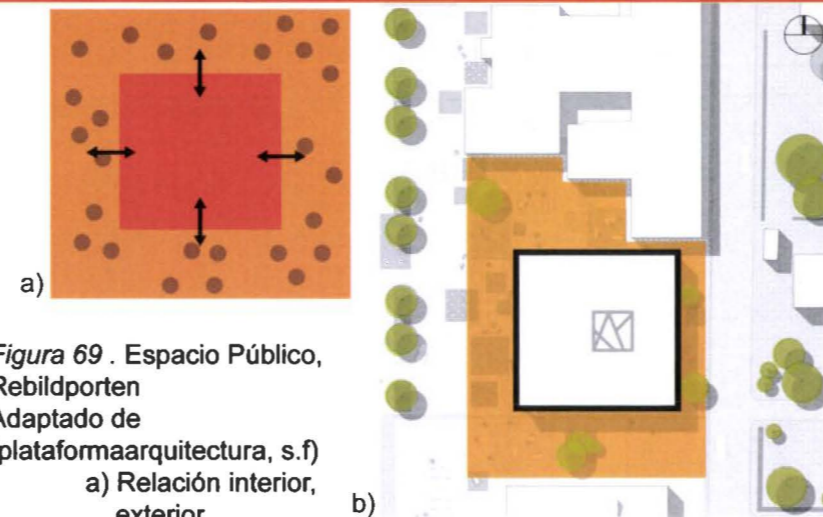 a)
Figura 69 . Espacio Público,
Rebildporten
Adaptado de
plataformaarquitectura, s.f)
a) Relación interior,
exterior
b)